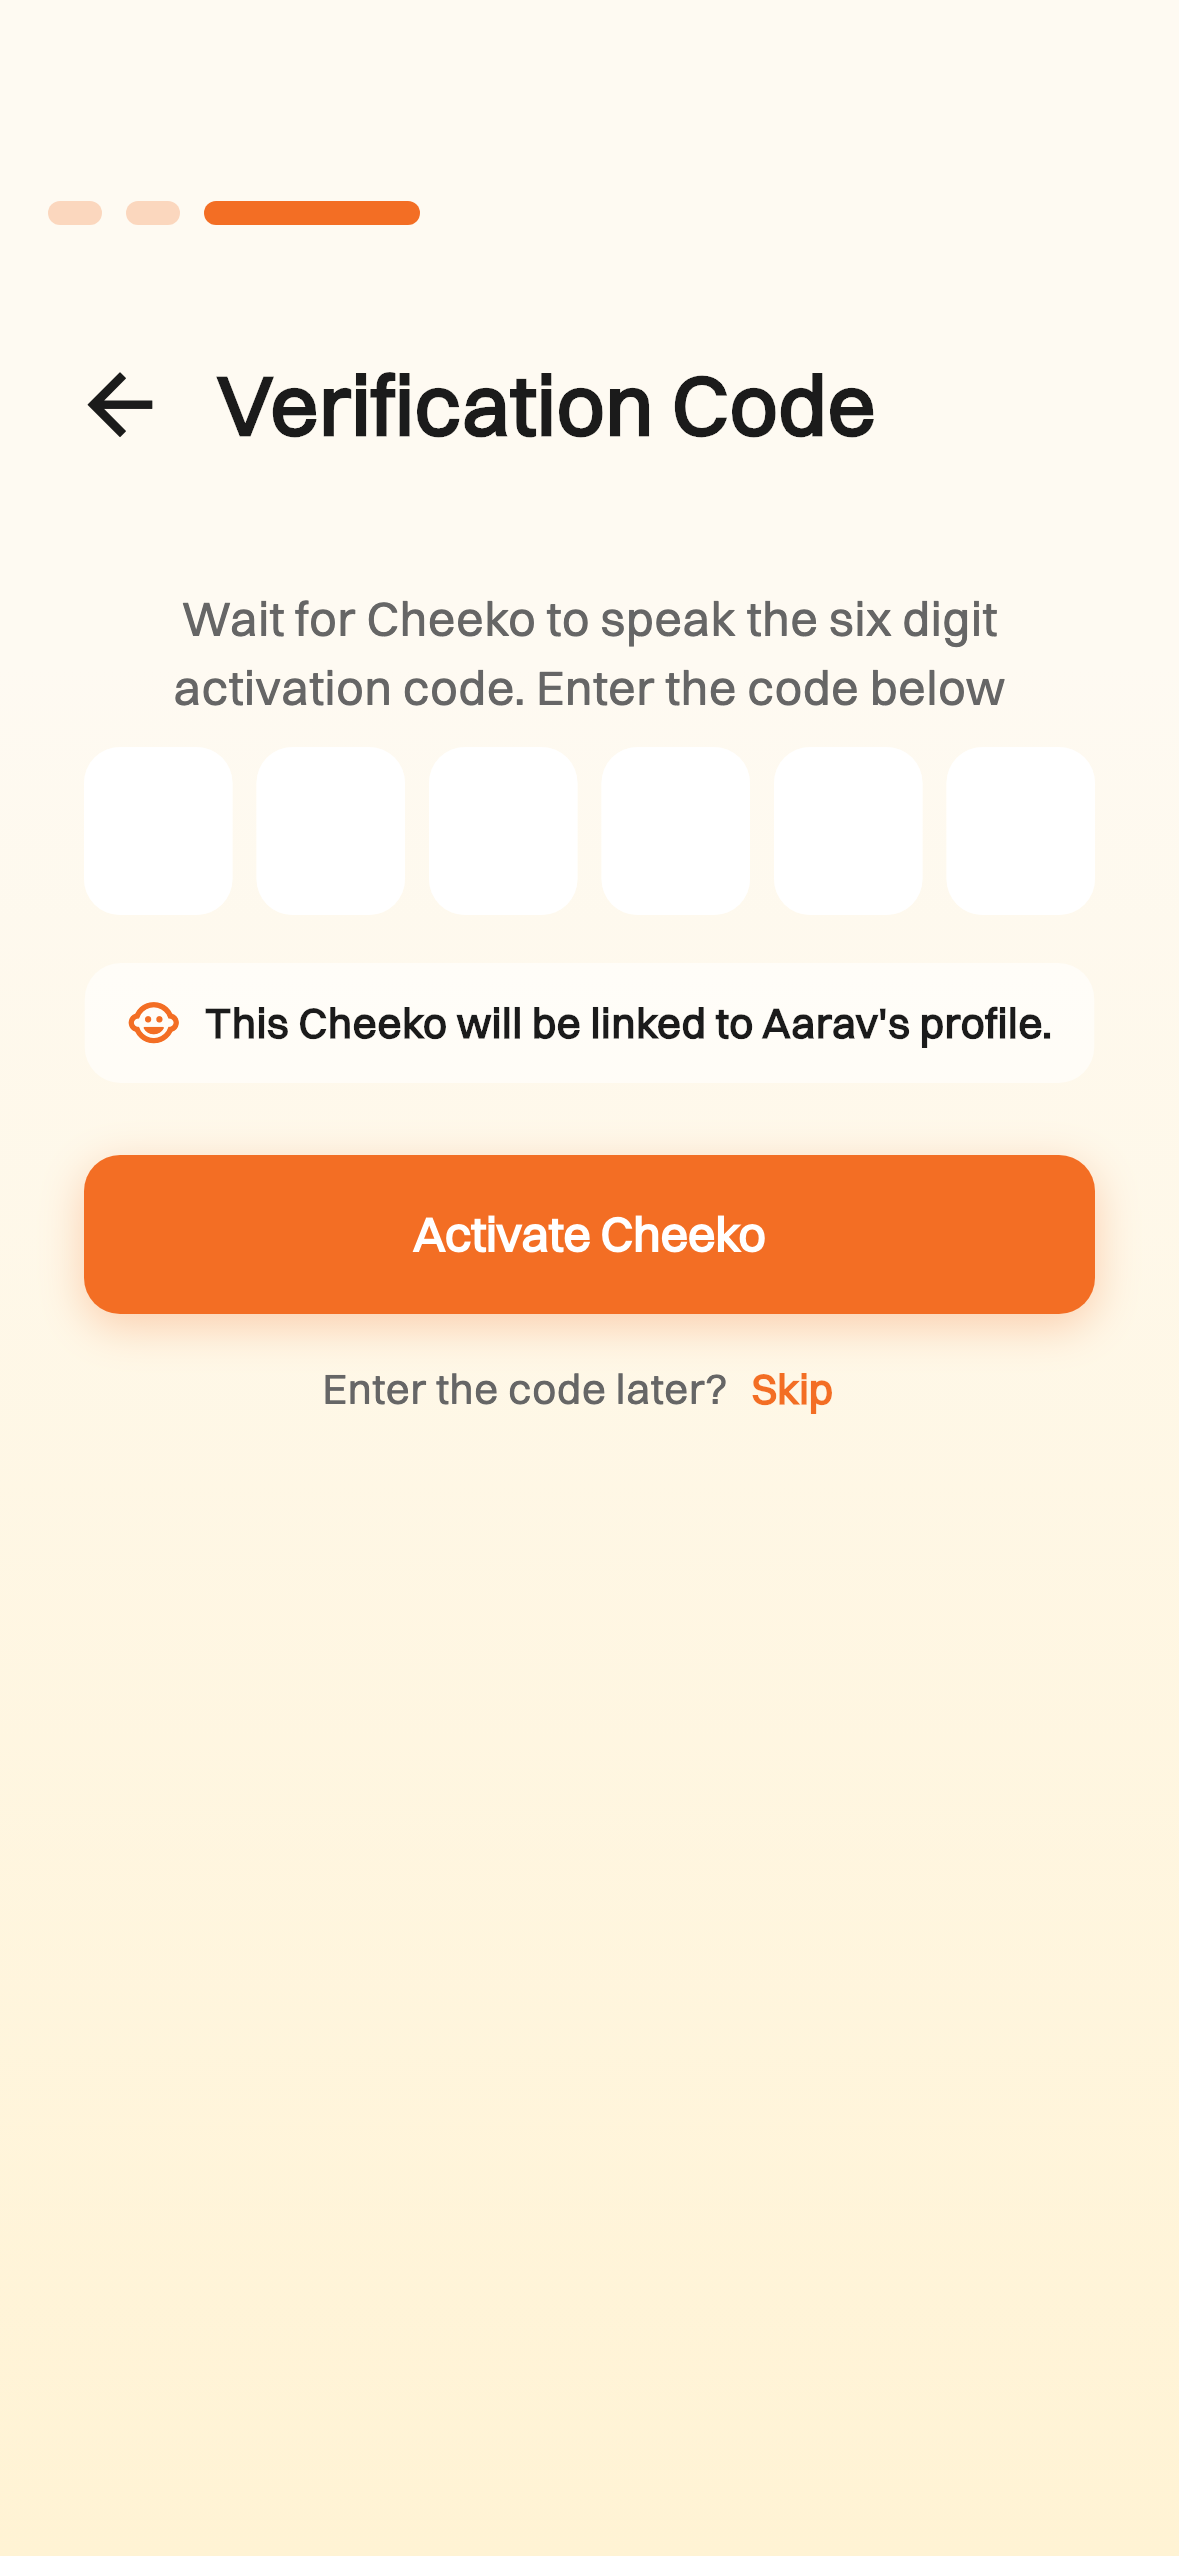 Verification Code
Wait for Cheeko to speak the six digit
activation code. Enter the code below
This Cheeko will be linked to Aarav's profile.
Activate Cheeko
Enter the code later? Skip